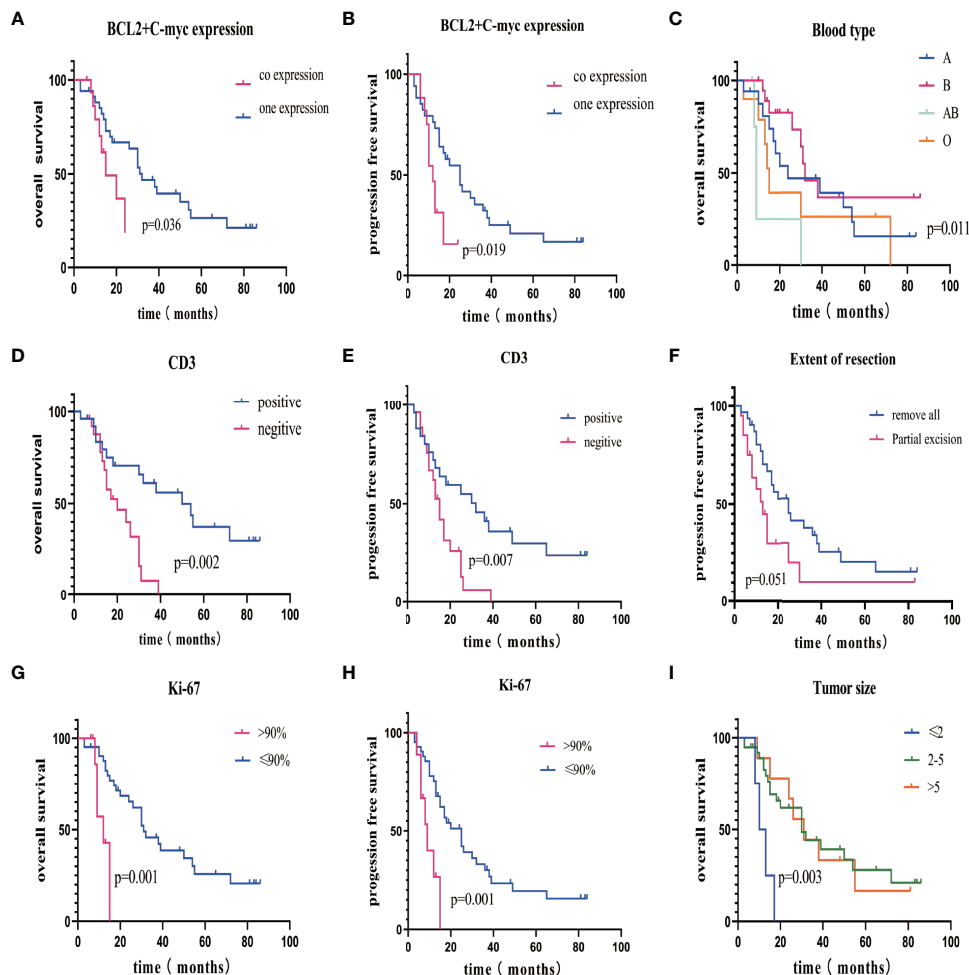 A
BCL2+C-myc expression
co expression
one expression
overall survival
100
50
0
p=0.036
0 20 40 60 80 100
time ( months)
B
BCL2+C-myc expression
co expression
one expression
progression free survival
100
50
0
p=0.019
0 20 40 60 80 100
time ( months)
C
Blood type
A
B
AB
O
overall survival
100
50
0
p=0.011
0 20 40 60 80 100
time ( months)
D
CD3
positive
negitive
overall survival
100
50
0
p=0.002
0 20 40 60 80 100
time ( months)
E
CD3
positive
negitive
progession free survival
100
50
0
p=0.007
0 20 40 60 80 100
time ( months)
F
Extent of resection
remove all
Partial excision
progession free survival
100
50
0
p=0.051
0 20 40 60 80 100
time ( months)
G
Ki-67
>90%
≤90%
overall survival
100
50
0
p=0.001
0 20 40 60 80 100
time ( months)
H
Ki-67
>90%
≤90%
progession free survival
100
50
0
p=0.001
0 20 40 60 80 100
time ( months)
I
Tumor size
≤2
2-5
>5
overall survival
100
50
0
p=0.003
0 20 40 60 80 100
time ( months)